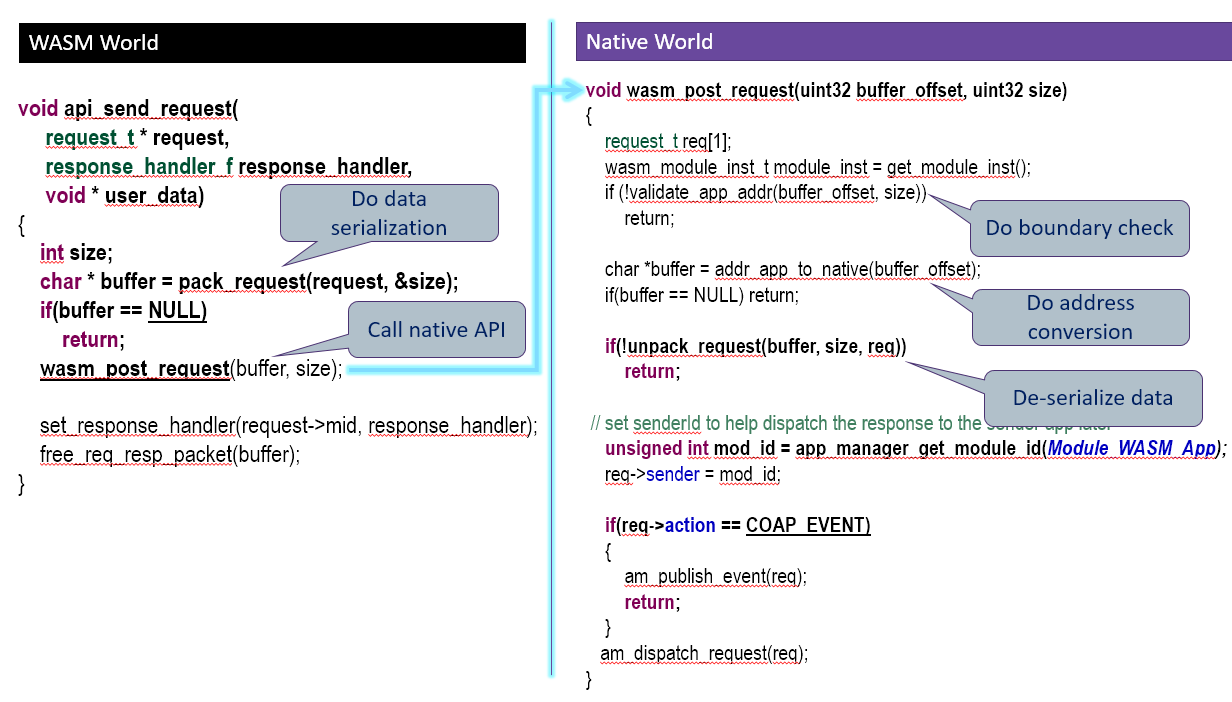 WASM World
void api_send_request(
request_t * request,
response_handler_f response_handler,
void * user_data)
{
Do data
serialization
int size;
char * buffer = pack_request(request, &size);
if(buffer == NULL)
return;
Call native API
wasm_post_request(buffer, size);
set_response_handler(request->mid, response_handler);
free_req_resp_packet(buffer);
}
Native World
void wasm_post_request(uint32 buffer_offset, uint32 size)
{
request_t req[1];
wasm_module_inst_t module_inst = get_module_inst();
if (!validate_app_addr(buffer_offset, size))
return;
Do boundary check
char *buffer = addr_app_to_native(buffer_offset);
if(buffer == NULL) return;
Do address
conversion
if(!unpack_request(buffer, size, req))
return;
De-serialize data
// set senderId to help dispatch the response to the sender app later
unsigned int mod_id = app_manager_get_module_id(Module_WASM_App);
req->sender = mod_id;
if(req->action == COAP_EVENT)
{
am_publish_event(req);
return;
}
am_dispatch_request(req);
}